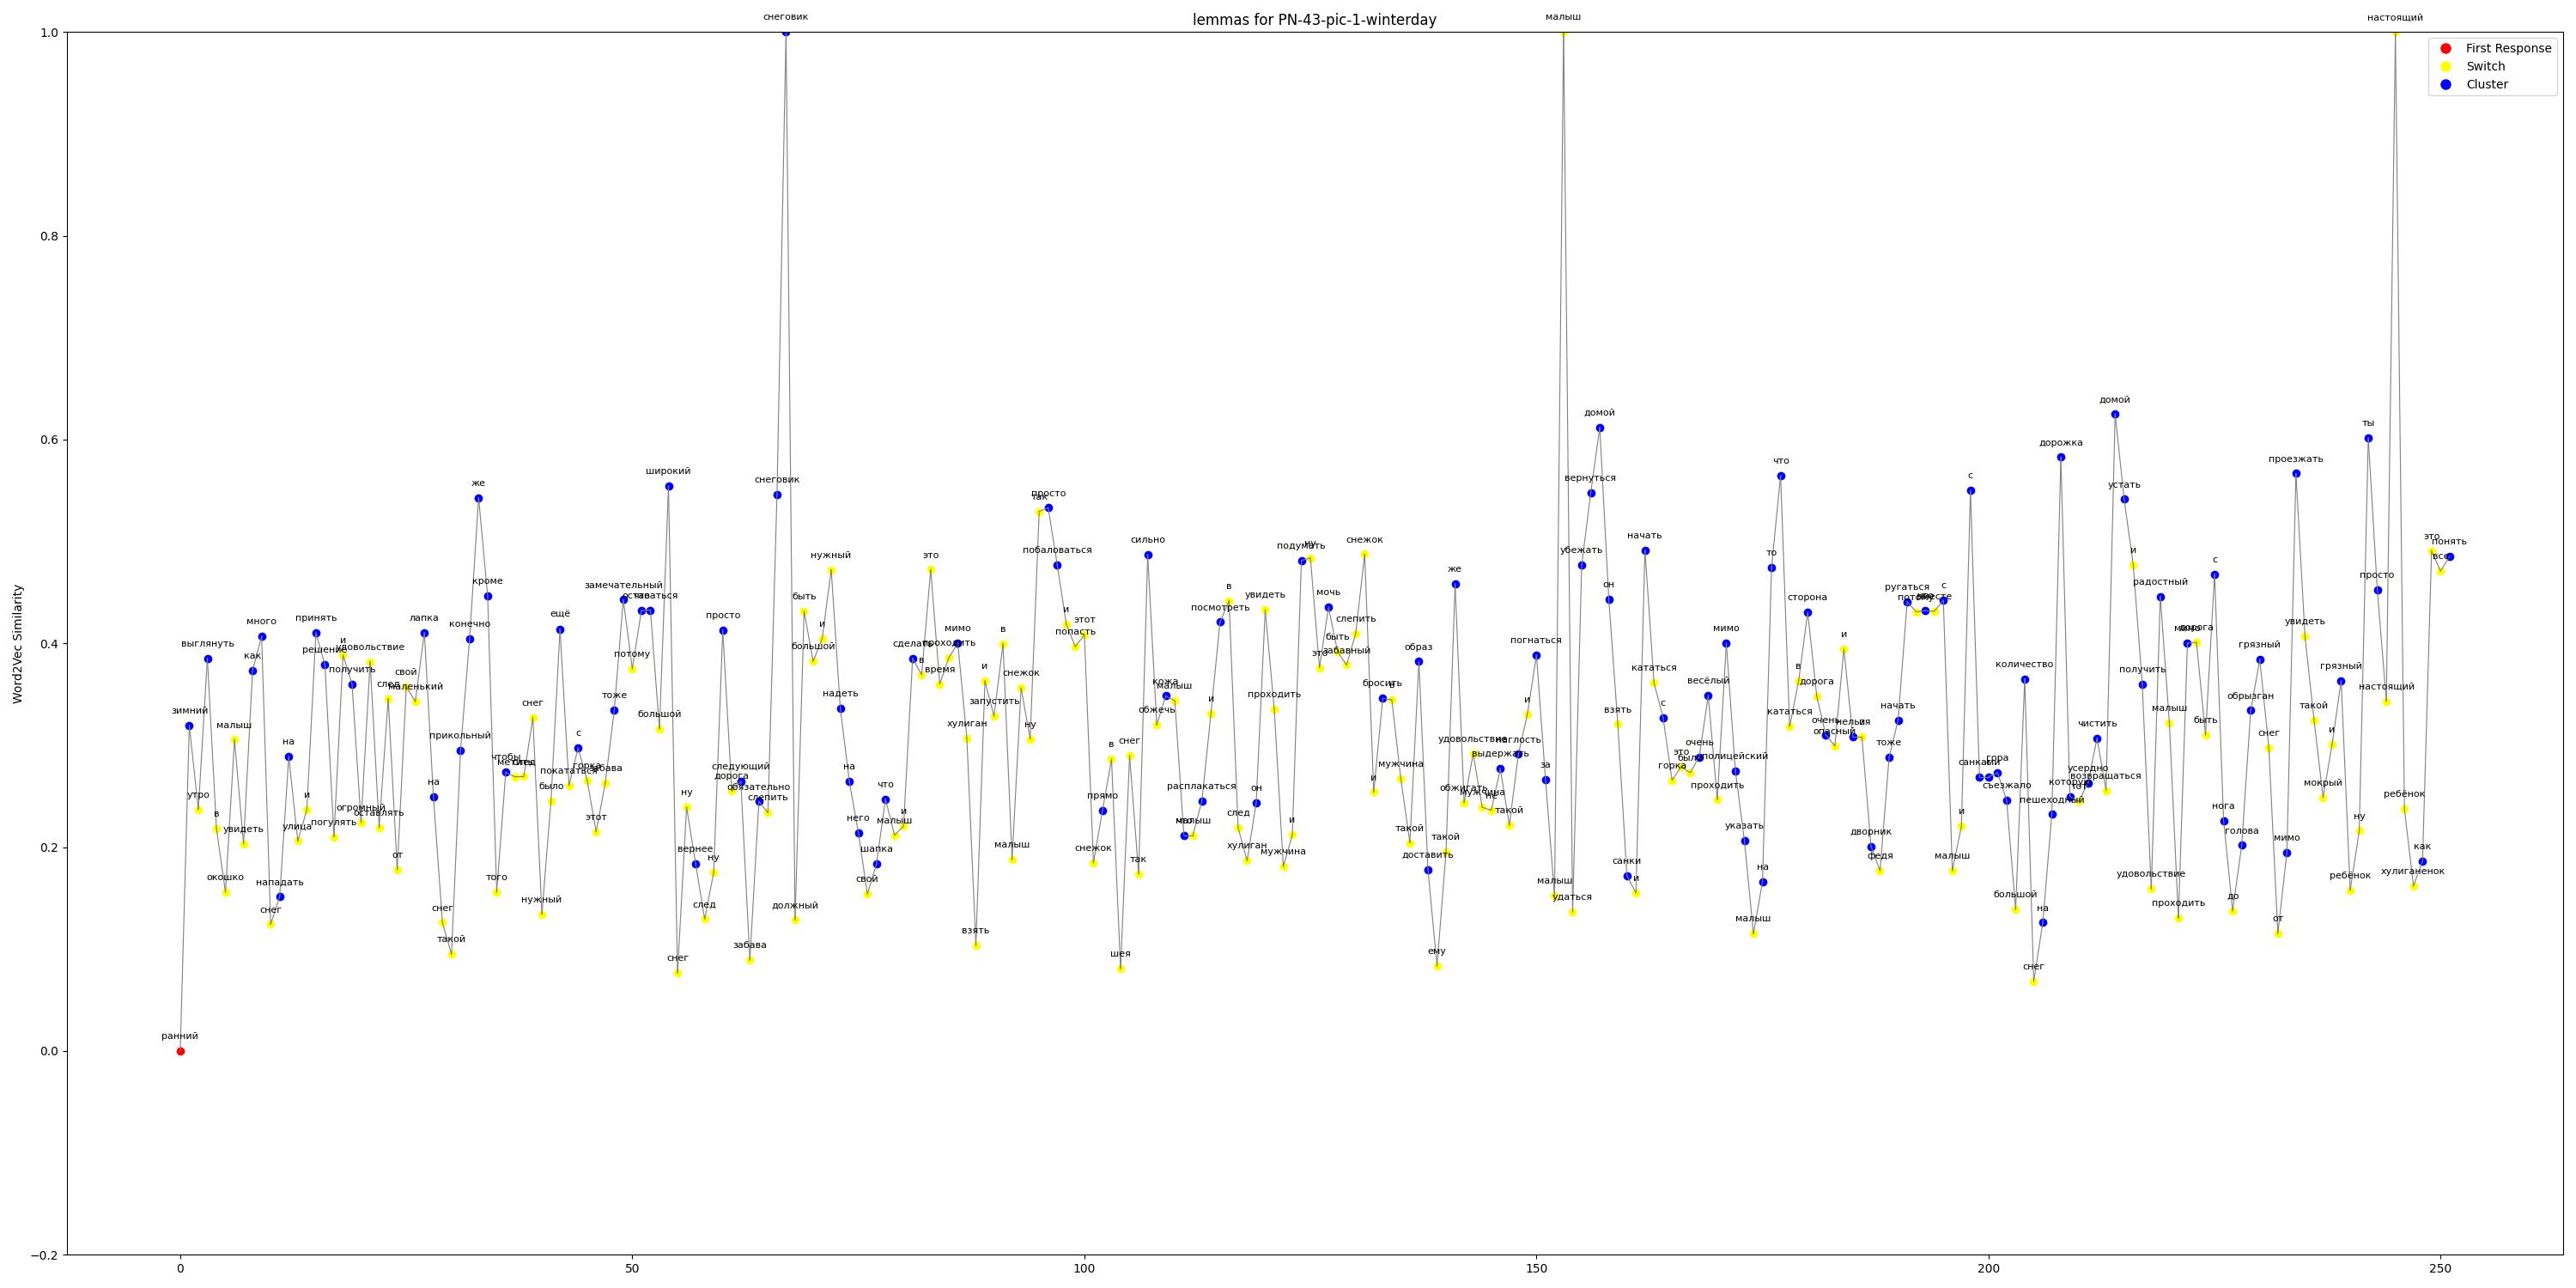 lemmas for PN-43-pic-1-winterday
First Response
Switch
Cluster
Word2Vec Similarity
1.0
0.8
0.6
0.4
0.2
0.0
−0.2
0
50
100
150
200
250
ранний
зимний
утро
выглянуть
в
окошко
малыш
увидеть
как
много
снег
нападать
на
улица
и
принять
решение
погулять
и
получить
огромный
удовольствие
оставлять
след
от
свой
маленький
лапка
на
снег
такой
прикольный
конечно
же
кроме
того
чтобы
след
снег
нужный
было
ещё
покататься
с
горка
этот
забава
тоже
замечательный
потому
большой
широкий
снег
ну
вернее
след
ну
просто
дорога
следующий
забава
обязательно
слепить
снеговик
снеговик
должный
быть
большой
и
нужный
надеть
на
него
свой
шапка
что
малыш
и
сделать
в
это
время
проходить
мимо
хулиган
взять
и
запустить
в
малыш
снежок
ну
так
просто
побаловаться
и
попасть
этот
снежок
прямо
в
шея
снег
так
сильно
обжечь
кожа
малыш
малыш
расплакаться
и
посмотреть
в
след
хулиган
он
увидеть
проходить
мужчина
и
подумать
ну
это
мочь
быть
забавный
слепить
снежок
и
бросить
в
мужчина
такой
образ
доставить
ему
такой
же
обжигать
удовольствие
мужчина
не
выдержать
такой
наглость
и
погнаться
за
малыш
малыш
удаться
убежать
вернуться
домой
он
взять
санки
и
начать
кататься
с
горка
это
было
очень
весёлый
проходить
мимо
полицейский
указать
малыш
на
то
что
кататься
в
сторона
дорога
очень
опасный
и
нельзя
дворник
федя
тоже
начать
ругаться
потому
вместе
с
малыш
и
с
санками
гора
съезжало
большой
количество
снег
на
пешеходный
дорожка
которую
тот
усердно
чистить
возвращаться
домой
устать
и
получить
удовольствие
радостный
малыш
проходить
мимо
дорога
быть
с
нога
до
голова
обрызган
грязный
снег
от
мимо
проезжать
увидеть
такой
мокрый
и
грязный
ребёнок
ну
ты
просто
настоящий
настоящий
ребёнок
хулиганенок
как
это
все
понять